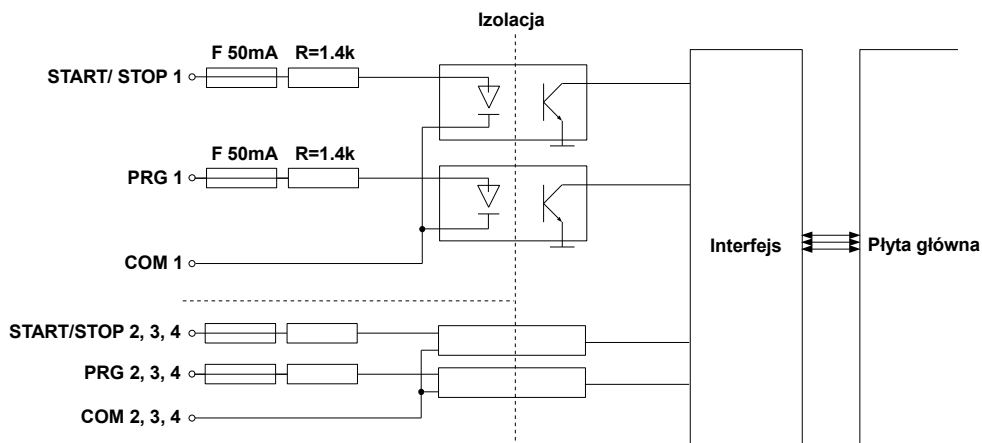 Izolacja
F 50mA R=1.4k
START/ STOP 1
F 50mA R=1.4k
PRG 1
COM 1
Interfejs
Płyta główna
START/STOP 2, 3, 4
PRG 2, 3, 4
COM 2, 3, 4